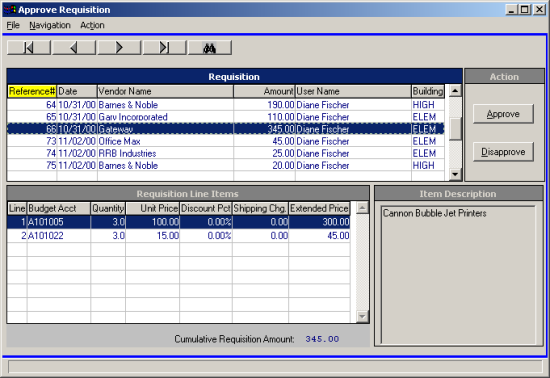 Approve Requisition
File Navigation Action
Requisition
Action
Reference# Date Vendor Name Amount User Name Building
64 10/31/00 Barnes & Noble 190.00 Diane Fischer HIGH
65 10/31/00 Garv Incorporated 110.00 Diane Fischer ELEM
66 10/31/00 Gateway 345.00 Diane Fischer ELEM
73 11/02/00 Office Max 45.00 Diane Fischer ELEM
74 11/02/00 RRB Industries 25.00 Diane Fischer ELEM
75 11/02/00 Barnes & Noble 20.00 Diane Fischer HIGH
Approve
Disapprove
Requisition Line Items
Line Budget Acct Quantity Unit Price Discount Pct Shipping Chg. Extended Price
1 A101005 3.0 100.00 0.00% 0.00 300.00
2 A101022 3.0 15.00 0.00% 0.00 45.00
Cumulative Requisition Amount: 345.00
Item Description
Cannon Bubble Jet Printers